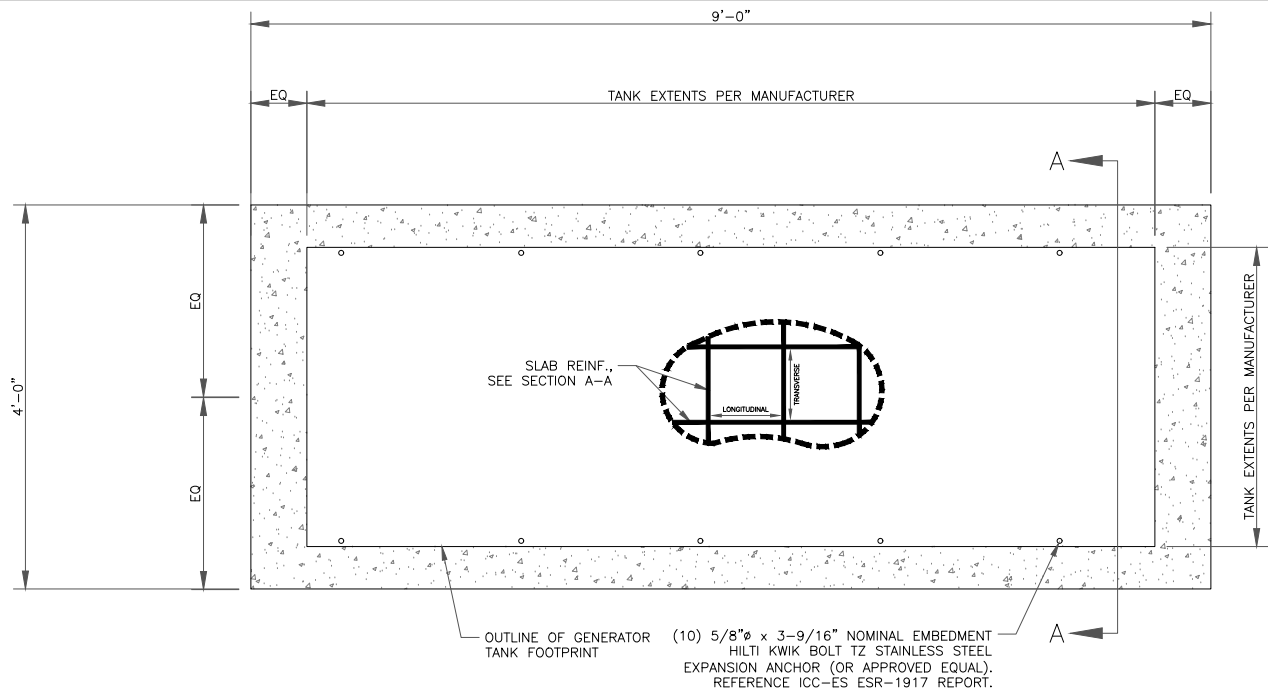 9'-0"
EQ
TANK EXTENTS PER MANUFACTURER
EQ
A
EQ
4'-0"
EQ
TANK EXTENTS PER MANUFACTURER
SLAB REINF.,
SEE SECTION A-A
TRANSVERSE
LONGITUDINAL
OUTLINE OF GENERATOR
TANK FOOTPRINT
(10) 5/8"ø x 3-9/16" NOMINAL EMBEDMENT
HILTI KWIK BOLT TZ STAINLESS STEEL
EXPANSION ANCHOR (OR APPROVED EQUAL).
REFERENCE ICC-ES ESR-1917 REPORT.
A